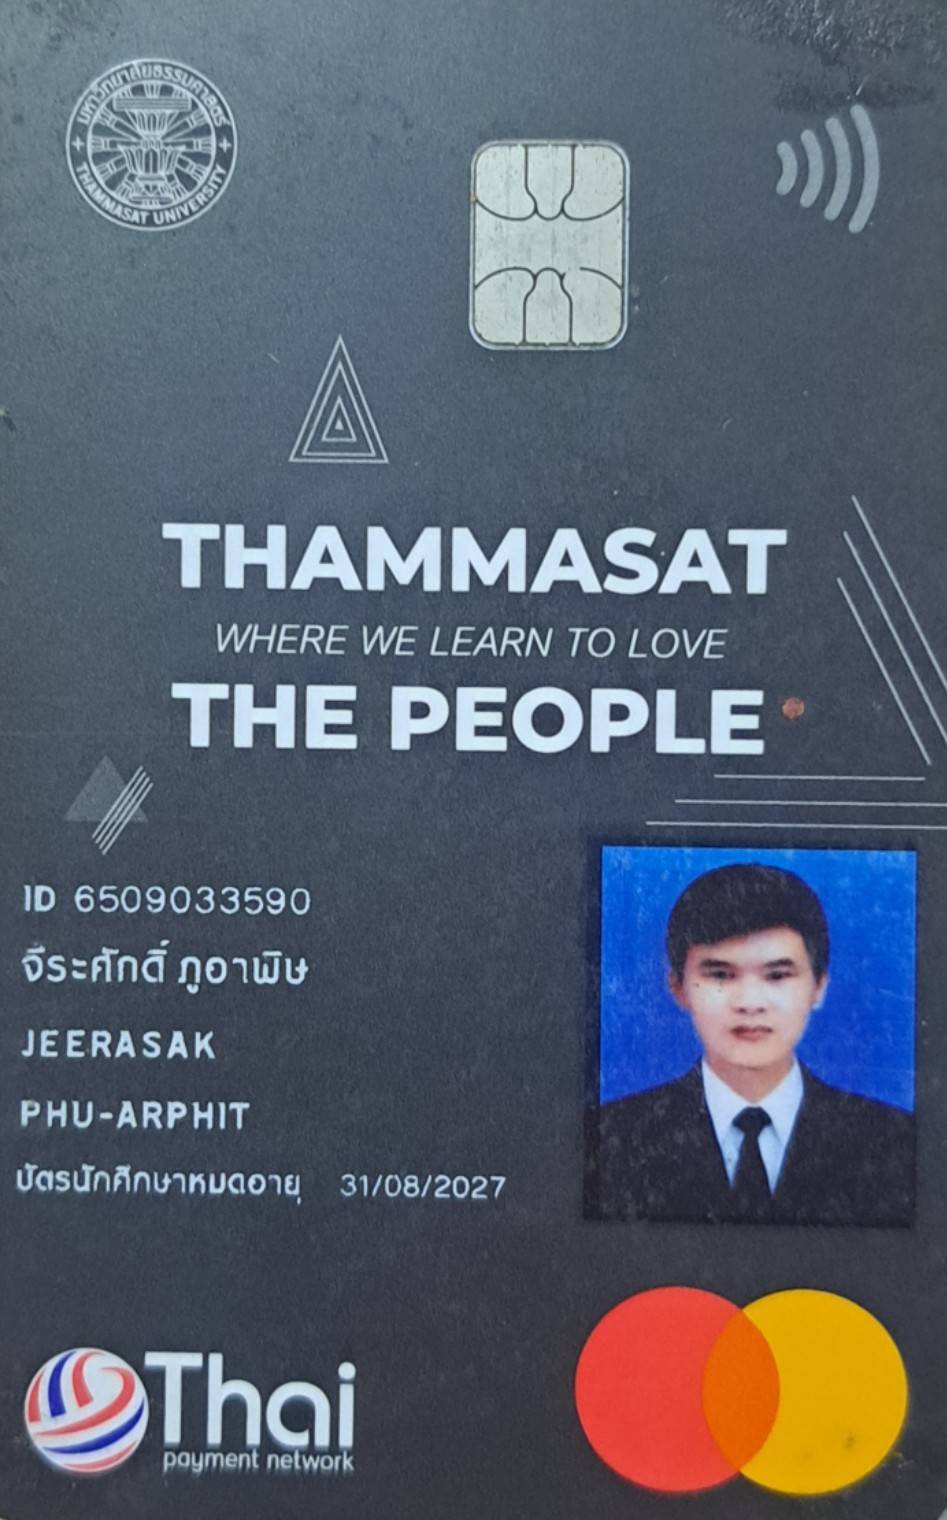 มหาวิทยาลัยธรรมศาสตร์
THAMMASAT UNIVERSITY
THAMMASAT
WHERE WE LEARN TO LOVE
THE PEOPLE
ID 6509033590
จีระศักดิ์ ภูอาพิษ
JEERASAK
PHU-ARPHIT
บัตรนักศึกษาหมดอายุ 31/08/2027
Thai
payment network